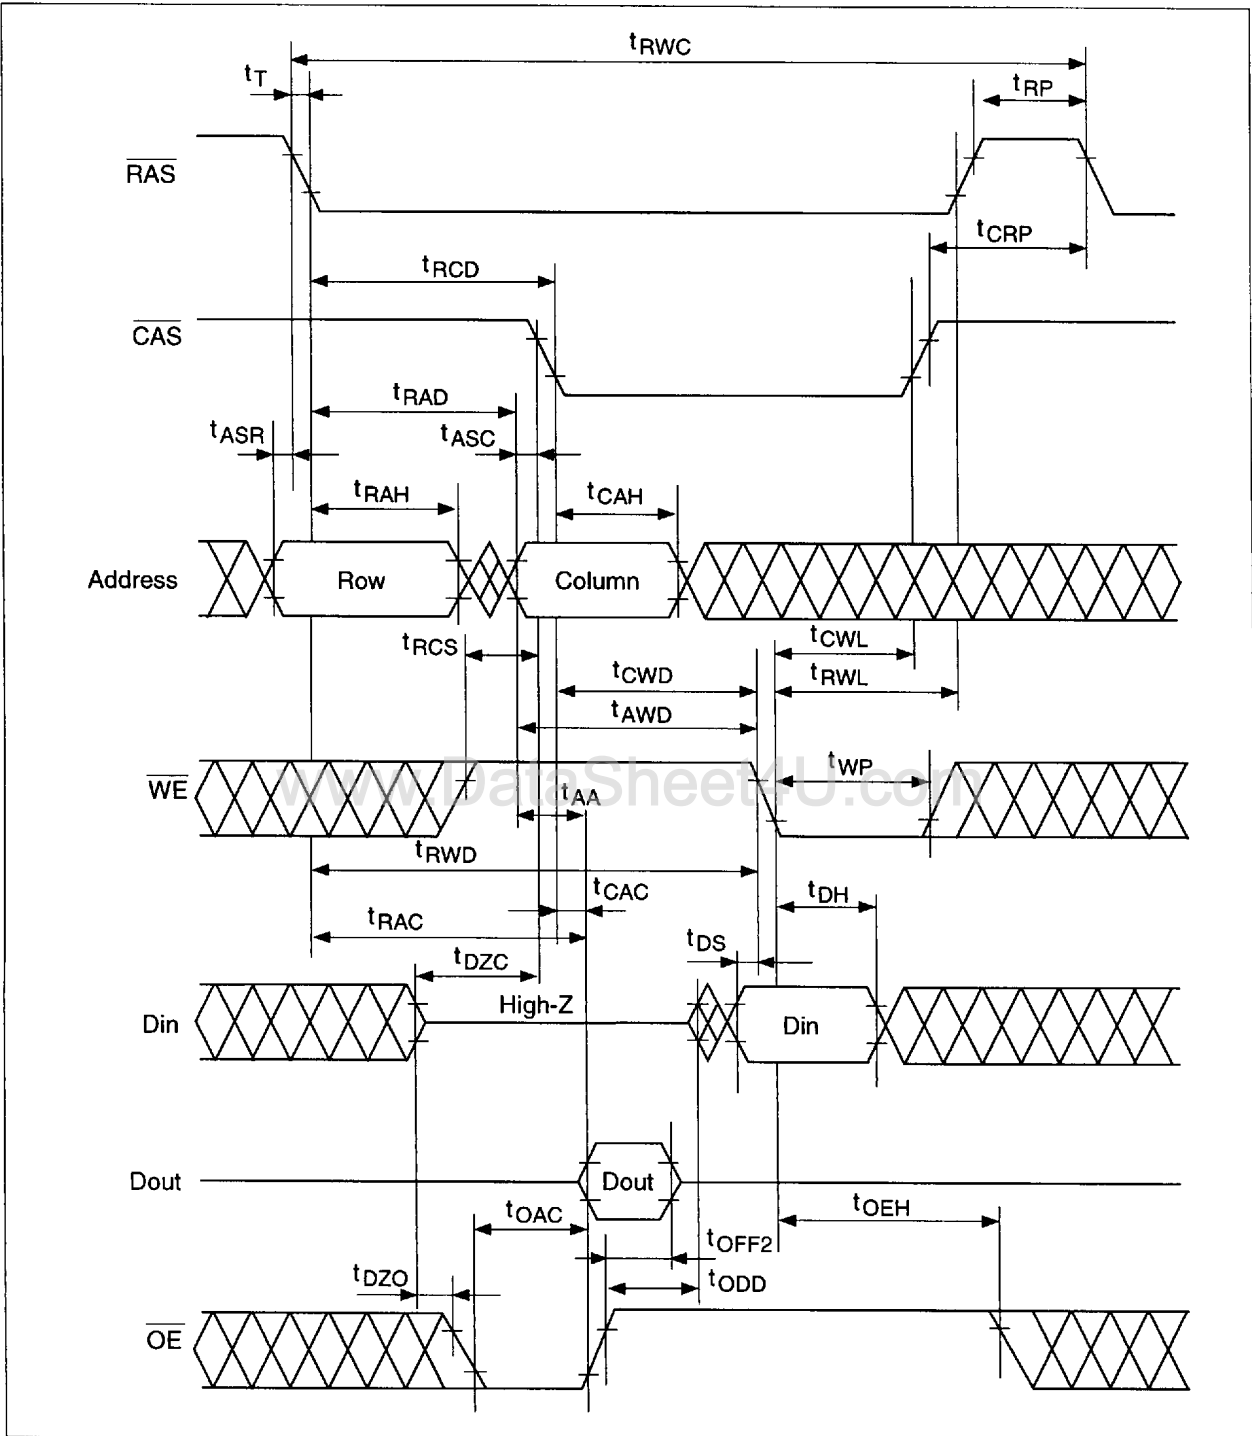 tRWC
tT
tRP
RAS
tCRP
tRCD
CAS
tRAD
tASR
tASC
tRAH
tCAH
Address
Row
Column
tRCS
tCWL
tCWD
tRWL
tAWD
WE
www.DataSheet4U.com
tWP
tAA
tRWD
tCAC
tDH
tRAC
tDS
tDZC
High-Z
Din
Din
Dout
Dout
tOAC
tOEH
tOFF2
tDZO
tODD
OE